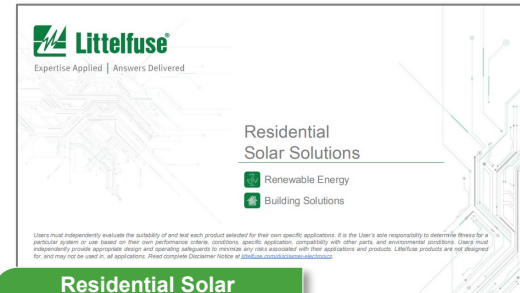 Littelfuse®
Expertise Applied | Answers Delivered
Residential
Solar Solutions
Renewable Energy
Building Solutions
Users must independently evaluate the suitability of and test each product selected for their own specific applications. It is the User's sole responsibility to determine fitness for a
particular system or use based on their own performance criteria, conditions, specific application, compatibility with other parts, and environmental conditions. Users must
independently provide appropriate design and operating safeguards to minimize any risks associated with their applications and products. Littelfuse products are not designed
for, and may not be used in, all applications. Read complete Disclaimer Notice at littelfuse.com/disclaimer-electronics.
Residential Solar